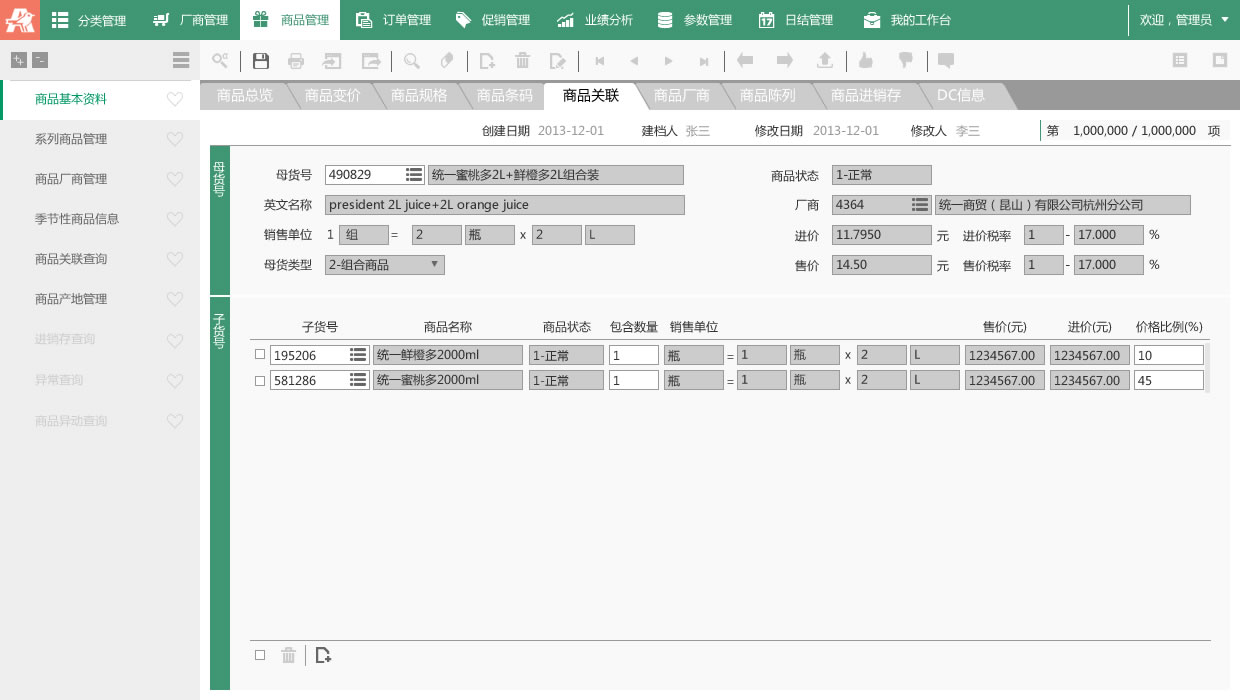 分类管理 厂商管理 商品管理 订单管理 促销管理 业绩分析 参数管理 日结管理 我的工作台 欢迎，管理员
商品基本资料
系列商品管理
商品厂商管理
季节性商品信息
商品关联查询
商品产地管理
进销存查询
异常查询
商品异动查询
商品总览 商品变价 商品规格 商品条码 商品关联 商品厂商 商品陈列 商品进销存 DC信息
创建日期 2013-12-01 建档人 张三 修改日期 2013-12-01 修改人 李三 第 1,000,000 / 1,000,000 项
母货号
母货号 490829 统一蜜桃多2L+鲜橙多2L组合装 商品状态 1-正常
英文名称 president 2L juice+2L orange juice 厂商 4364 统一商贸（昆山）有限公司杭州分公司
销售单位 1 组 = 2 瓶 x 2 L 进价 11.7950 元 进价税率 1 - 17.000 %
母货类型 2-组合商品 售价 14.50 元 售价税率 1 - 17.000 %
子货号
子货号 商品名称 商品状态 包含数量 销售单位 售价(元) 进价(元) 价格比例(%)
195206 统一鲜橙多2000ml 1-正常 1 瓶 = 1 瓶 x 2 L 1234567.00 1234567.00 10
581286 统一蜜桃多2000ml 1-正常 1 瓶 = 1 瓶 x 2 L 1234567.00 1234567.00 45